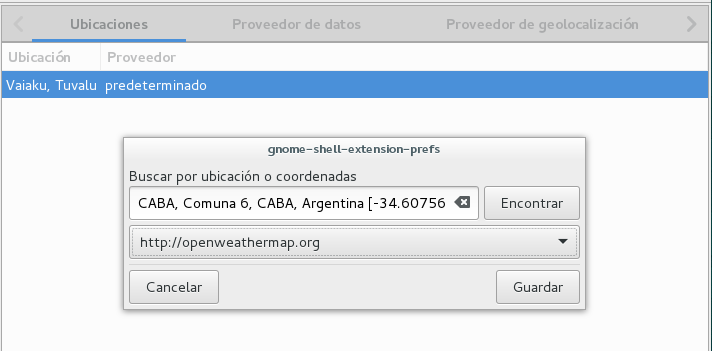 Ubicaciones Proveedor de datos Proveedor de geolocalización
Ubicación Proveedor
Vaiaku, Tuvalu predeterminado
gnome-shell-extension-prefs
Buscar por ubicación o coordenadas
CABA, Comuna 6, CABA, Argentina [-34.60756 Encontrar
http://openweathermap.org
Cancelar Guardar